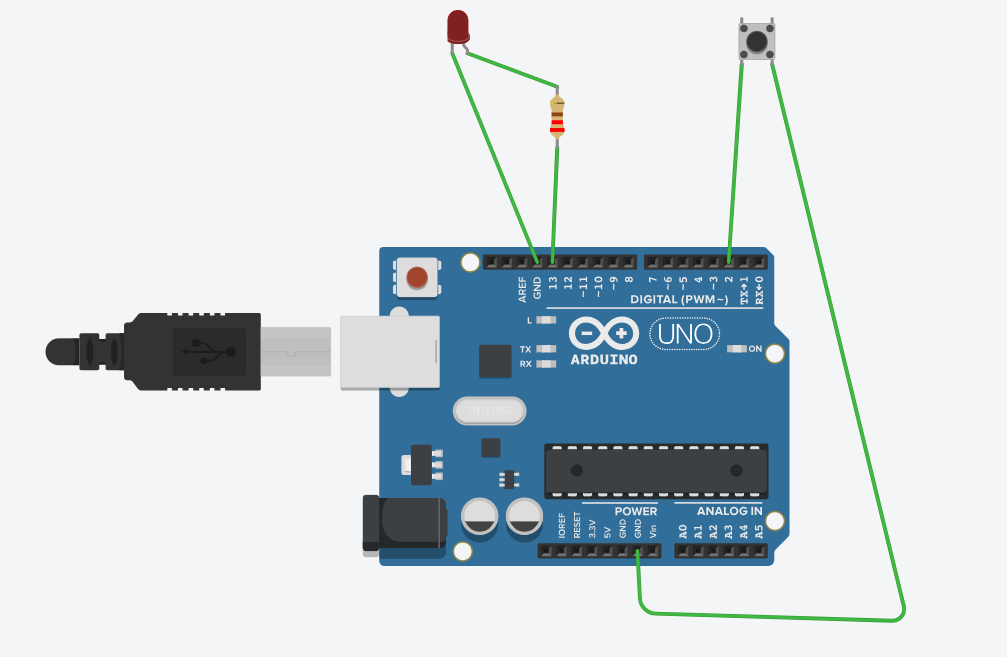 AREF
GND
13
12
~11
~10
~9
8
7
~6
~5
4
~3
2
TX→1
RX←0
DIGITAL (PWM~)
L
TX
RX
ARDUINO
UNO
ON
POWER
ANALOG IN
IOREF
RESET
3.3V
5V
GND
GND
Vin
A0
A1
A2
A3
A4
A5